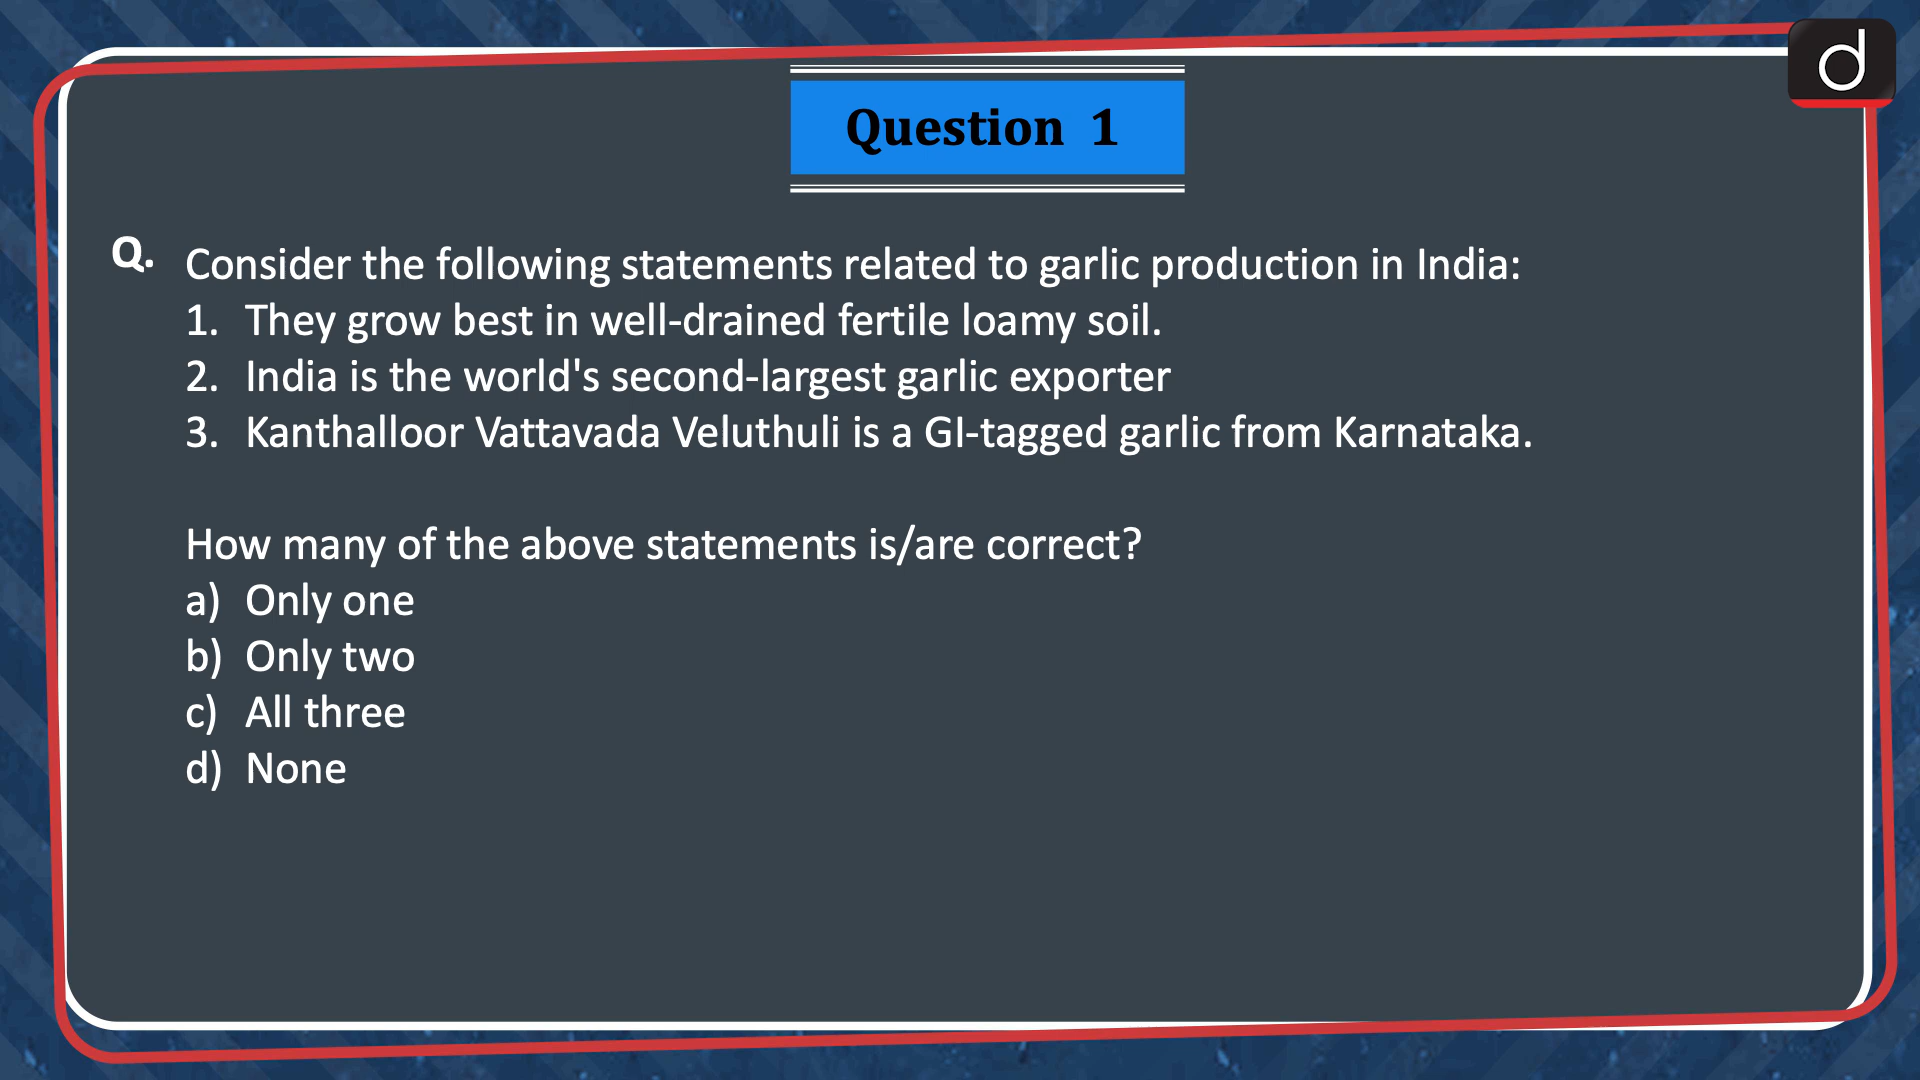 Question 1
Q. Consider the following statements related to garlic production in India:
1. They grow best in well-drained fertile loamy soil.
2. India is the world's second-largest garlic exporter
3. Kanthalloor Vattavada Veluthuli is a GI-tagged garlic from Karnataka.
How many of the above statements is/are correct?
a) Only one
b) Only two
c) All three
d) None